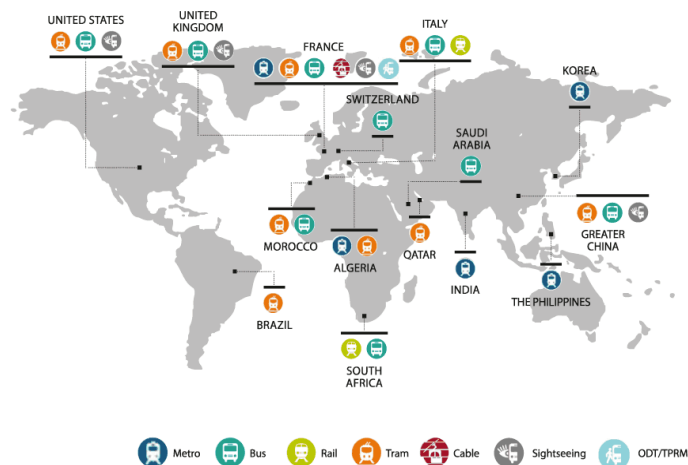 UNITED STATES
UNITED
KINGDOM
FRANCE
ITALY
KOREA
SWITZERLAND
SAUDI
ARABIA
MOROCCO
ALGERIA
QATAR
INDIA
GREATER
CHINA
THE PHILIPPINES
BRAZIL
SOUTH
AFRICA
Metro Bus Rail Tram Cable Sightseeing ODT/TPRM